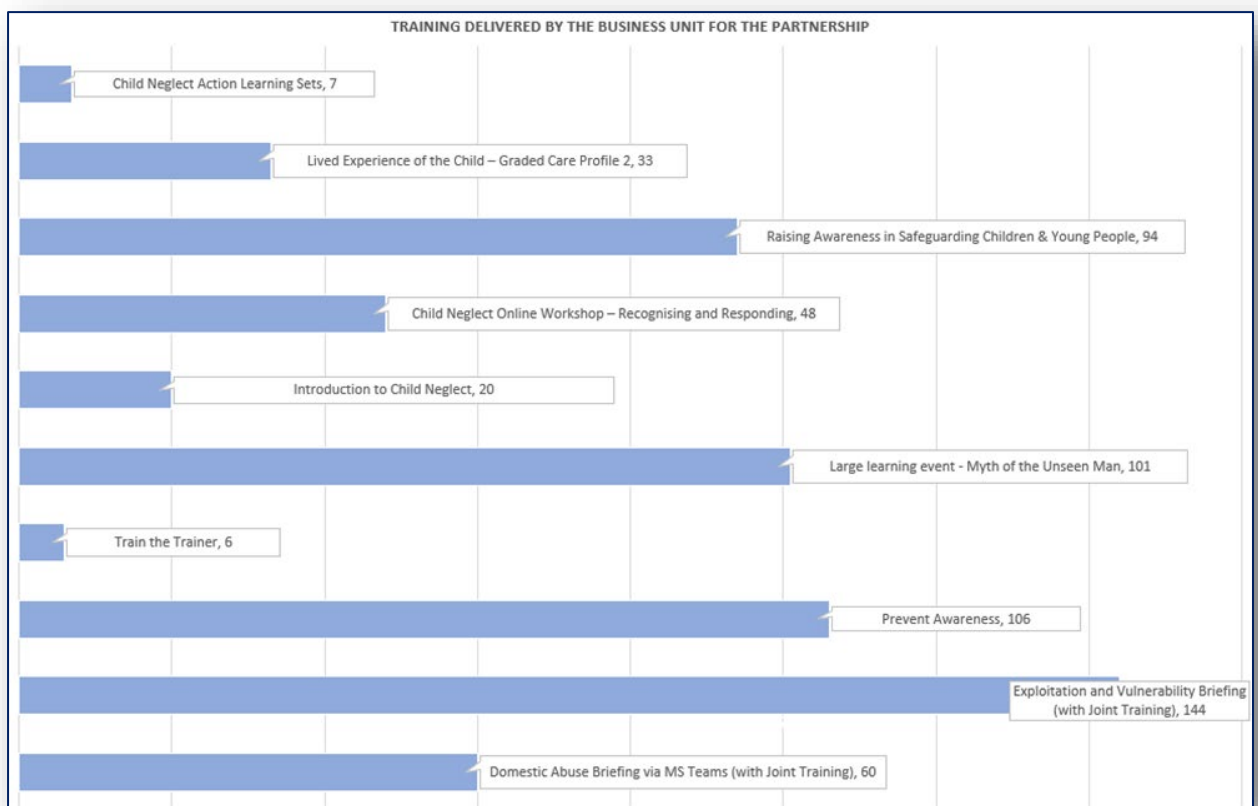 TRAINING DELIVERED BY THE BUSINESS UNIT FOR THE PARTNERSHIP
Child Neglect Action Learning Sets, 7
Lived Experience of the Child – Graded Care Profile 2, 33
Raising Awareness in Safeguarding Children & Young People, 94
Child Neglect Online Workshop – Recognising and Responding, 48
Introduction to Child Neglect, 20
Large learning event - Myth of the Unseen Man, 101
Train the Trainer, 6
Prevent Awareness, 106
Exploitation and Vulnerability Briefing
(with Joint Training), 144
Domestic Abuse Briefing via MS Teams (with Joint Training), 60